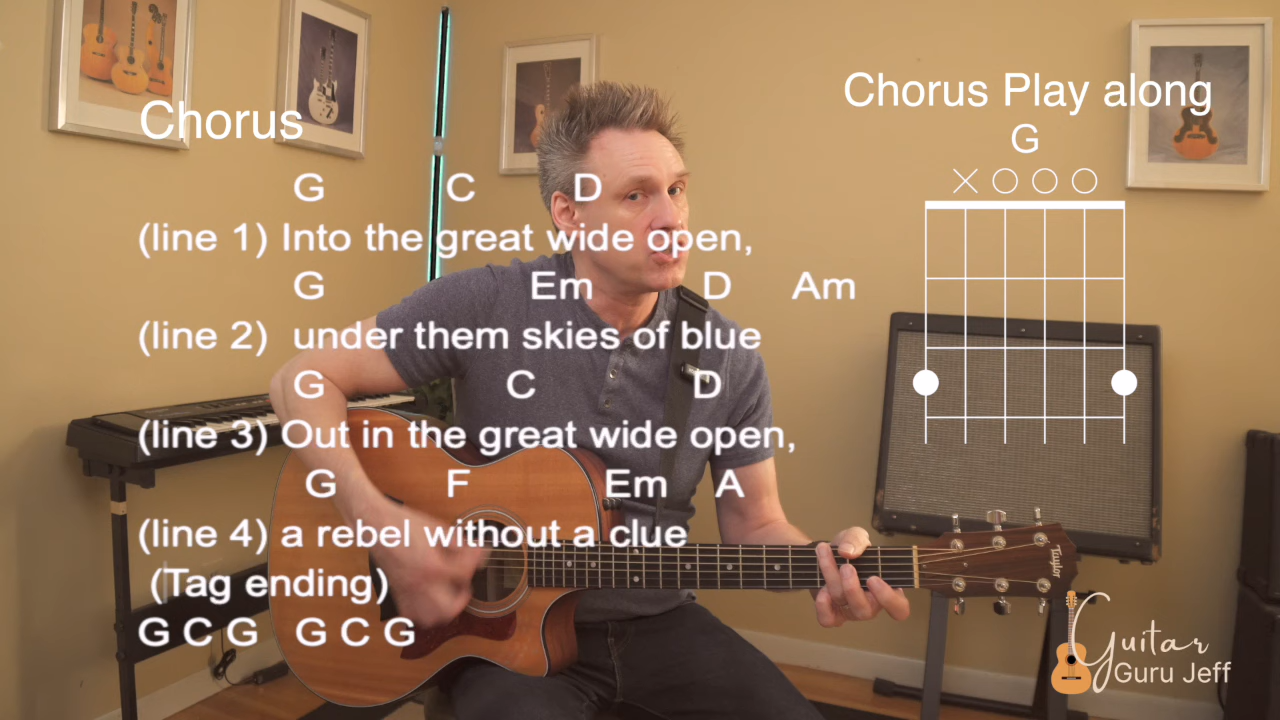 Chorus
G C D
(line 1) Into the great wide open,
G Em D Am
(line 2) under them skies of blue
G C D
(line 3) Out in the great wide open,
G F Em A
(line 4) a rebel without a clue
(Tag ending)
G C G G C G
Chorus Play along
G
Taylor
Guitar
Guru Jeff